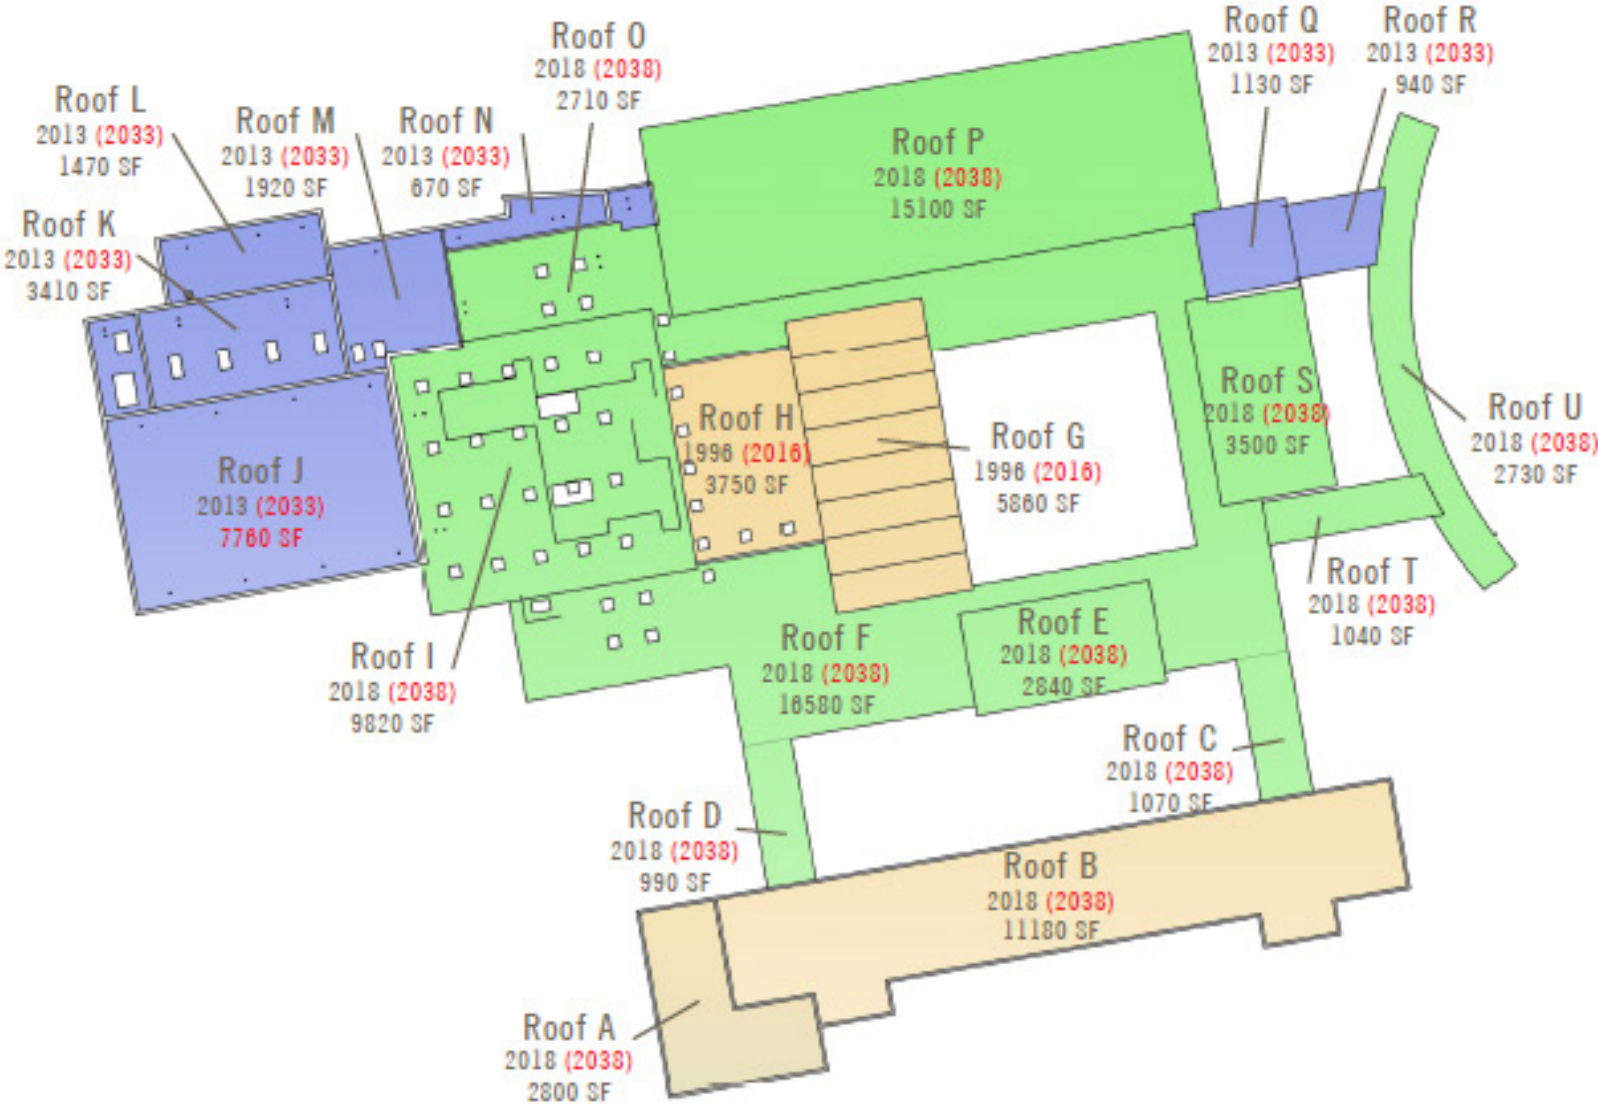 Roof O
2018 (2038)
2710 SF
Roof Q
2013 (2033)
1130 SF
Roof R
2013 (2033)
940 SF
Roof L
2013 (2033)
1470 SF
Roof M
2013 (2033)
1920 SF
Roof N
2013 (2033)
670 SF
Roof P
2018 (2038)
15100 SF
Roof K
2013 (2033)
3410 SF
Roof S
2018 (2038)
3500 SF
Roof U
2018 (2038)
2730 SF
Roof H
1996 (2016)
3750 SF
Roof G
1996 (2016)
5860 SF
Roof J
2013 (2033)
7760 SF
Roof T
2018 (2038)
1040 SF
Roof I
2018 (2038)
9820 SF
Roof F
2018 (2038)
16580 SF
Roof E
2018 (2038)
2840 SF
Roof C
2018 (2038)
1070 SF
Roof D
2018 (2038)
990 SF
Roof B
2018 (2038)
11180 SF
Roof A
2018 (2038)
2800 SF